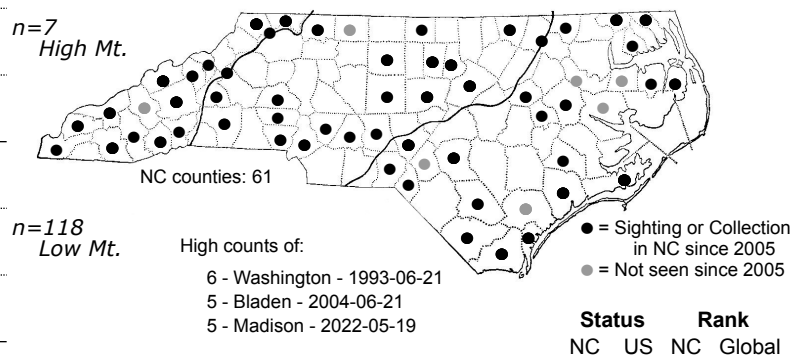 n=7
High Mt.
NC counties: 61
n=118
Low Mt.
High counts of:
6 - Washington - 1993-06-21
5 - Bladen - 2004-06-21
5 - Madison - 2022-05-19
● = Sighting or Collection
in NC since 2005
● = Not seen since 2005
Status Rank
NC US NC Global